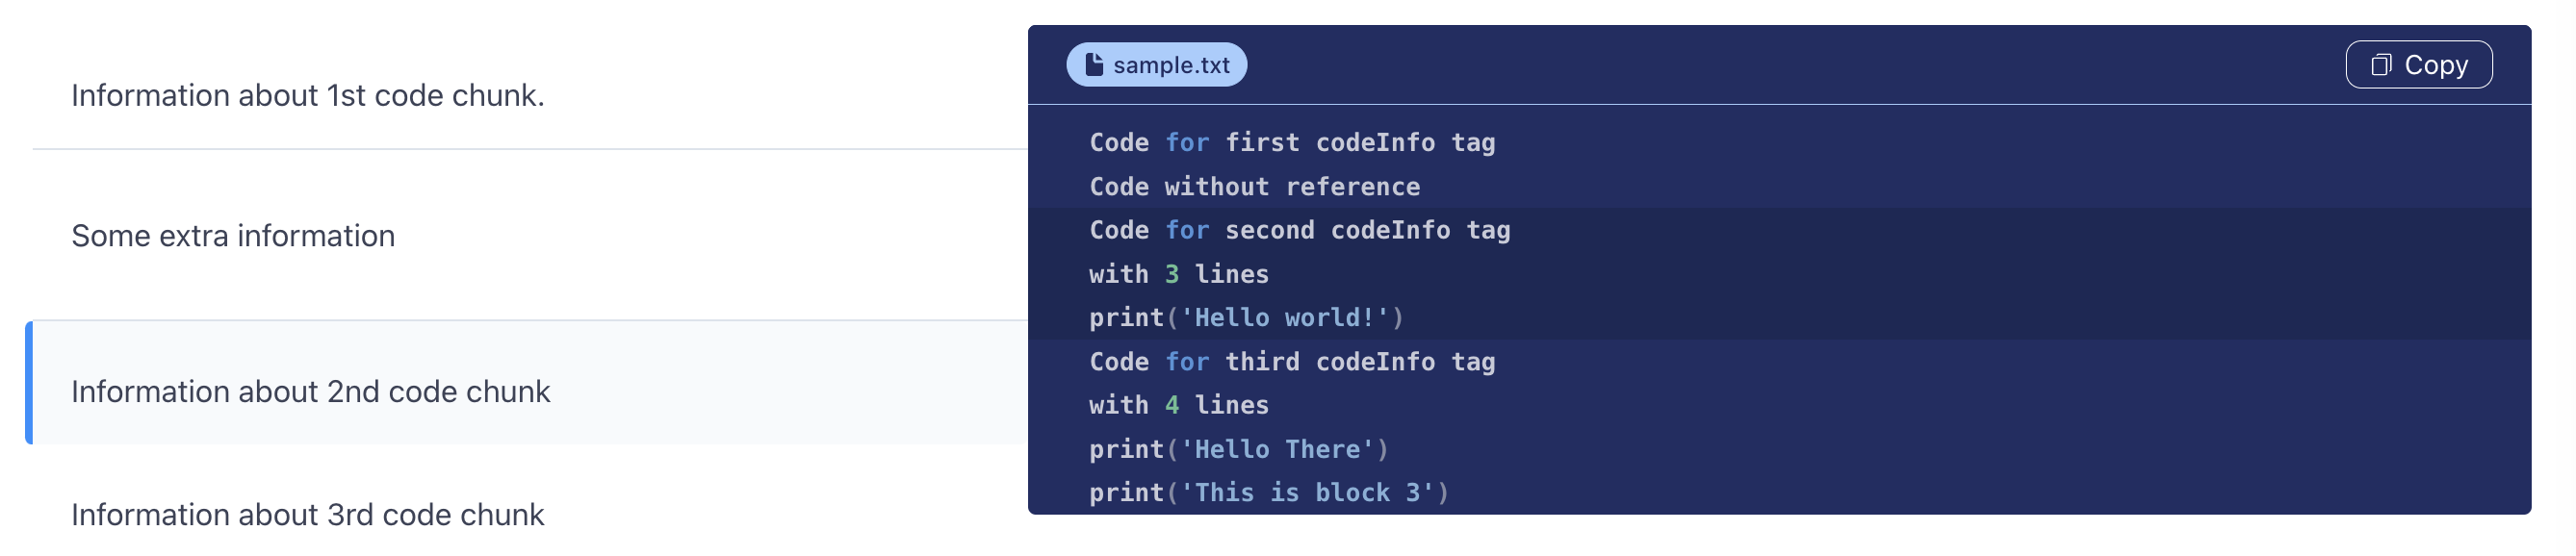 Information about 1st code chunk.
Some extra information
Information about 2nd code chunk
Information about 3rd code chunk
sample.txt
Copy
Code for first codeInfo tag
Code without reference
Code for second codeInfo tag
with 3 lines
print('Hello world!')
Code for third codeInfo tag
with 4 lines
print('Hello There')
print('This is block 3')